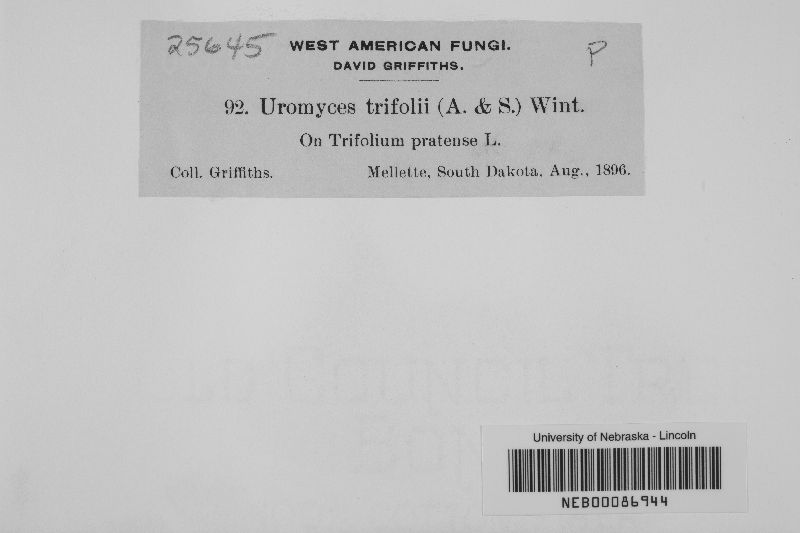 25645
WEST AMERICAN FUNGI.
P
DAVID GRIFFITHS.
92. Uromyces trifolii (A. & S.) Wint.
On Trifolium pratense L.
Coll. Griffiths. Mellette, South Dakota, Aug., 1896.
University of Nebraska - Lincoln
NEB00086944